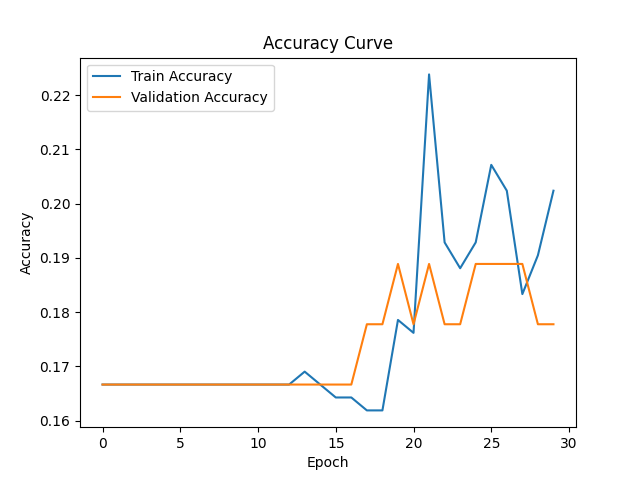 Accuracy Curve
Train Accuracy
Validation Accuracy
Accuracy
0.22
0.21
0.20
0.19
0.18
0.17
0.16
0 5 10 15 20 25 30
Epoch